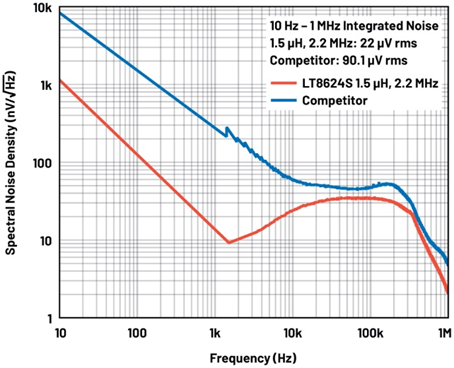 10k
1k
100
10
1
10
100
1k
10k
100k
1M
Spectral Noise Density (nV/√Hz)
Frequency (Hz)
10 Hz – 1 MHz Integrated Noise
1.5 µH, 2.2 MHz: 22 µV rms
Competitor: 90.1 µV rms
LT8624S 1.5 µH, 2.2 MHz
Competitor